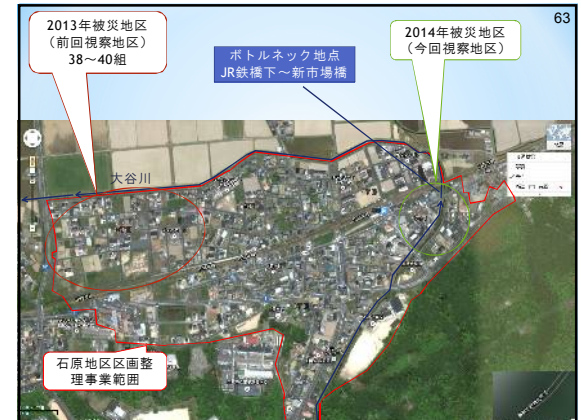 63
2013年被災地区
（前回視察地区）
38～40組
ボトルネック地点
JR鉄橋下～新市場橋
2014年被災地区
（今回視察地区）
大谷川
石原地区区画整
理事業範囲